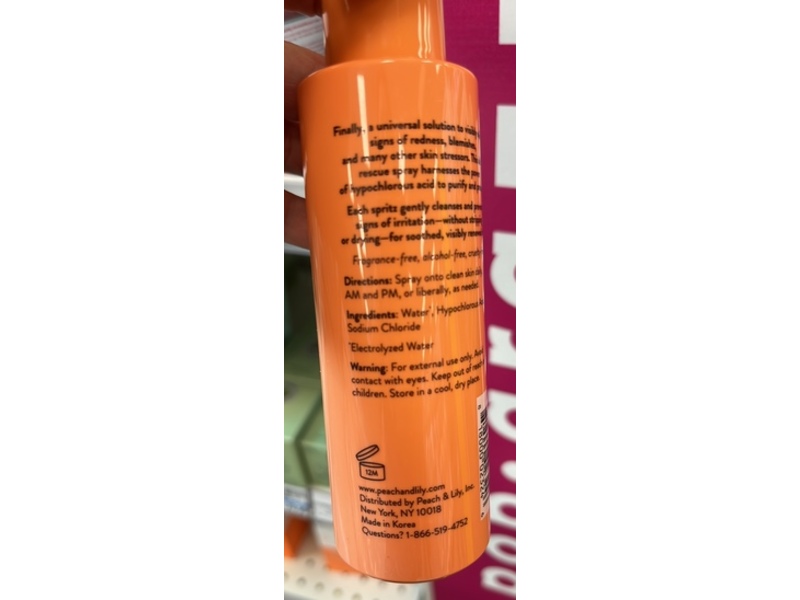 Finally, a universal solution to
signs of redness,
and many other skin stressors.
rescue spray harnesses the
of hypochlorous acid to purify and
Each spritz gently cleanses and
signs of irritation—without
or drying—for soothed, visibly
Fragrance-free, alcohol-free,
Directions: Spray onto clean skin
AM and PM, or liberally, as needed.
Ingredients: Water*, Hypochlorous
Sodium Chloride
*Electrolyzed Water
Warning: For external use only.
contact with eyes. Keep out of
children. Store in a cool, dry place.
12M
www.peachandlily.com
Distributed by Peach & Lily, Inc.
New York, NY 10018
Made in Korea
Questions? 1-866-519-4752